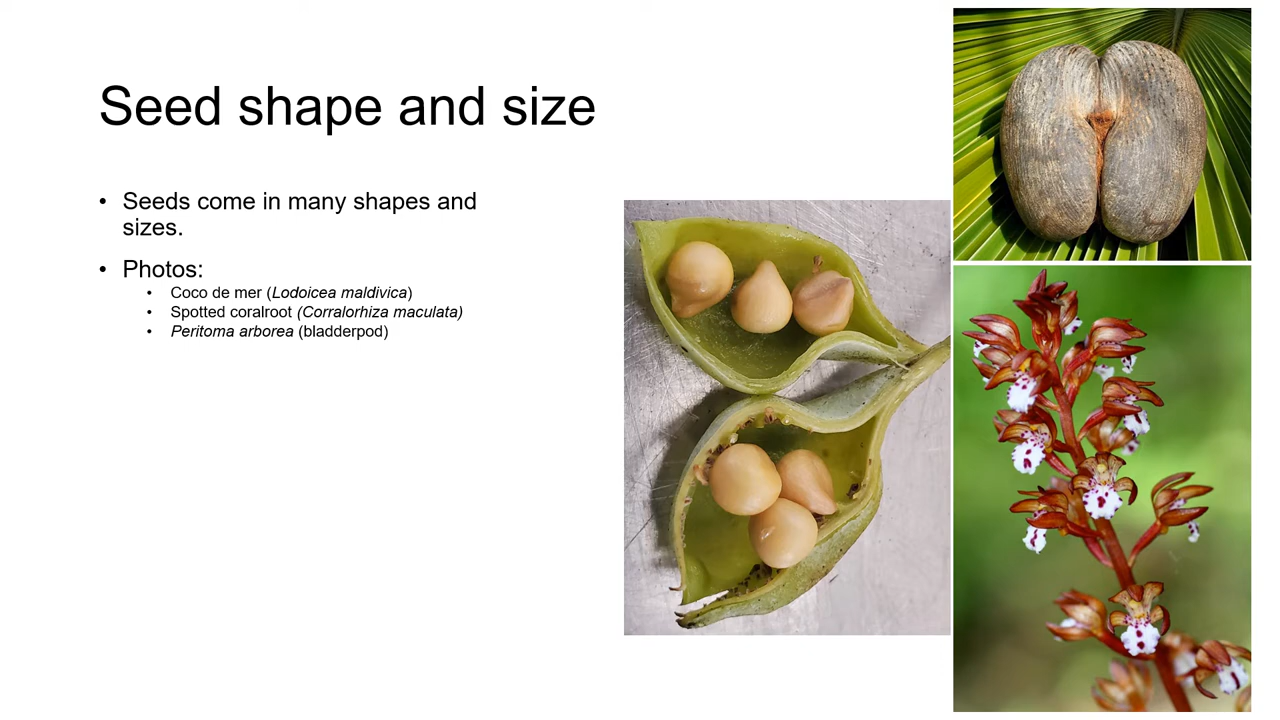 Seed shape and size
• Seeds come in many shapes and
sizes.
• Photos:
• Coco de mer (Lodoicea maldivica)
• Spotted coralroot (Corralorhiza maculata)
• Peritoma arborea (bladderpod)